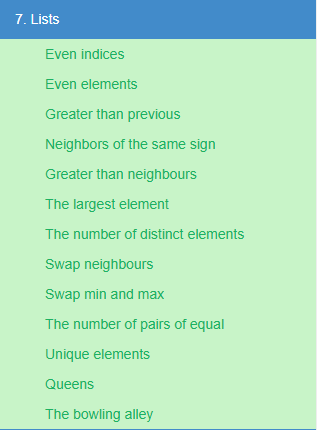 7. Lists
Even indices
Even elements
Greater than previous
Neighbors of the same sign
Greater than neighbours
The largest element
The number of distinct elements
Swap neighbours
Swap min and max
The number of pairs of equal
Unique elements
Queens
The bowling alley